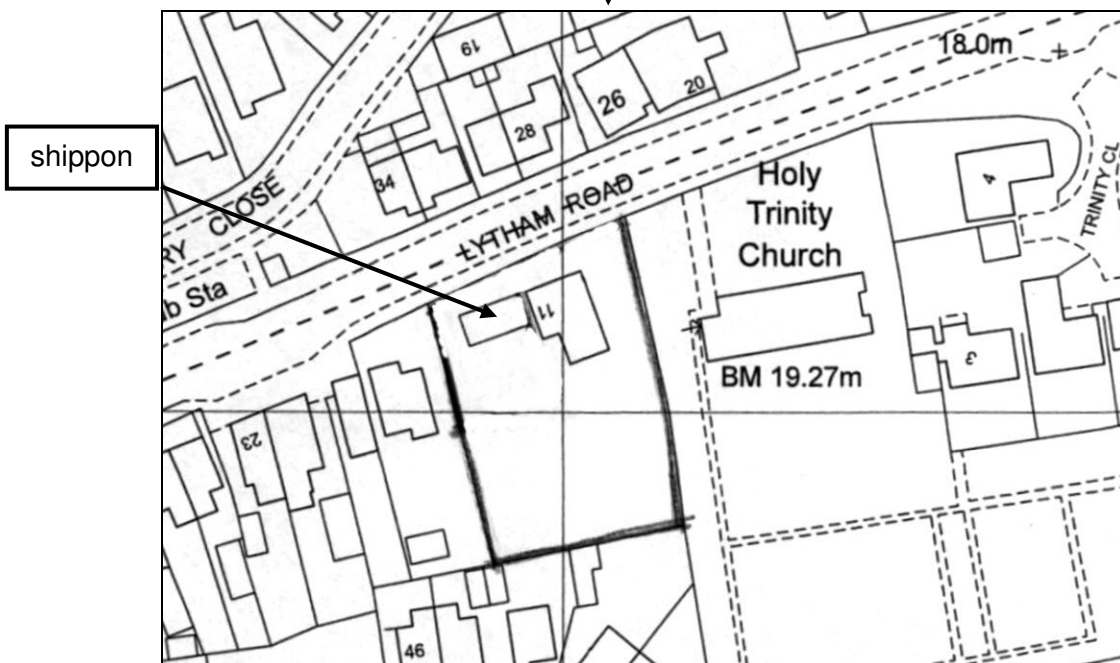 shippon
18.0m
19
26
20
28
34
RY CLOSE
LYTHAM ROAD
Holy
Trinity
Church
4
TRINITY CL
b Sta
11
BM 19.27m
3
23
46